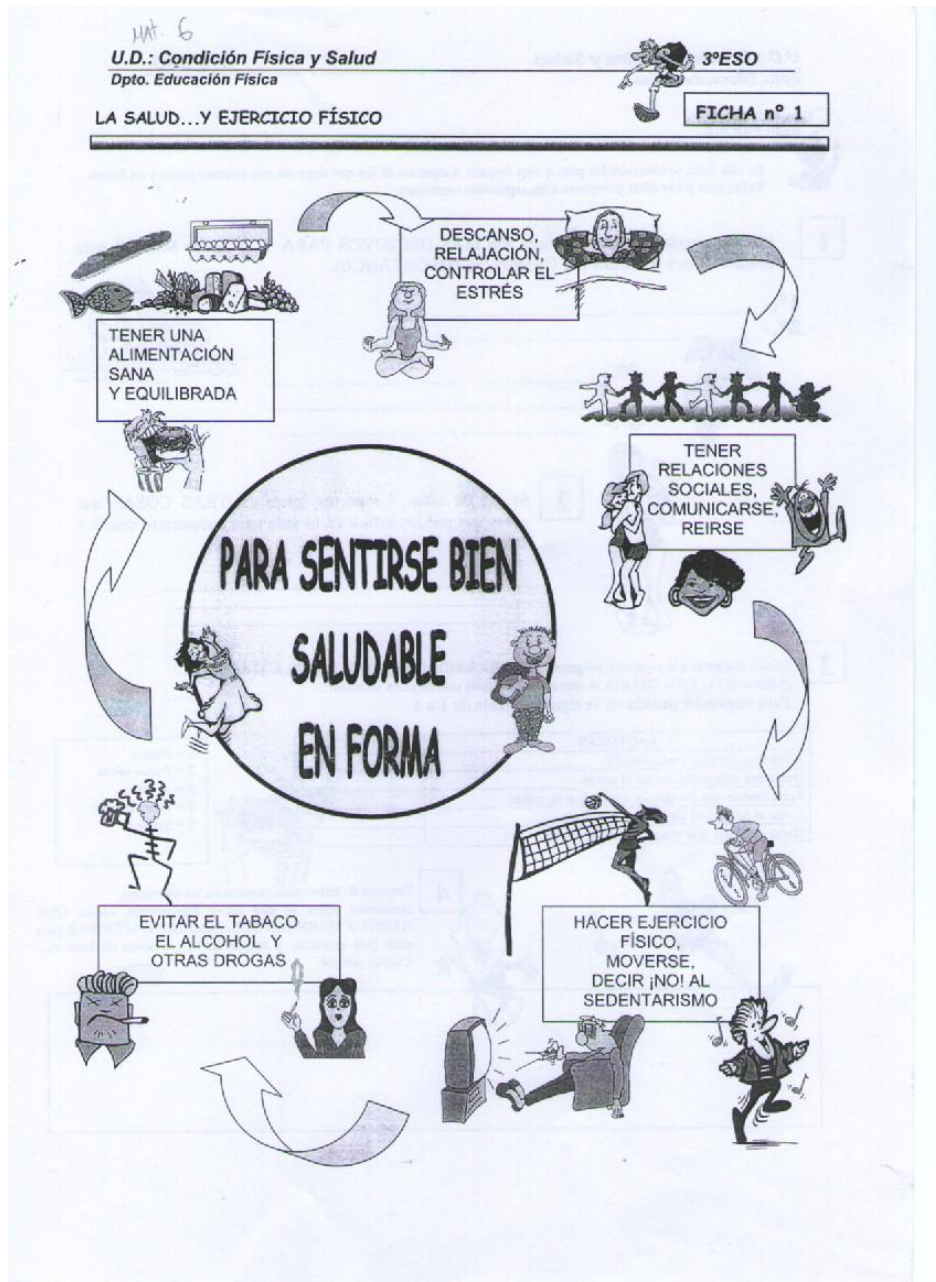 MAT. 6
U.D.: Condición Física y Salud
Dpto. Educación Física
3ºESO
LA SALUD...Y EJERCICIO FÍSICO
FICHA nº 1
DESCANSO,
RELAJACIÓN,
CONTROLAR EL
ESTRÉS
TENER UNA
ALIMENTACIÓN
SANA
Y EQUILIBRADA
TENER
RELACIONES
SOCIALES,
COMUNICARSE,
REIRSE
PARA SENTIRSE BIEN
SALUDABLE
EN FORMA
EVITAR EL TABACO
EL ALCOHOL Y
OTRAS DROGAS
HACER EJERCICIO
FÍSICO,
MOVERSE,
DECIR ¡NO! AL
SEDENTARISMO